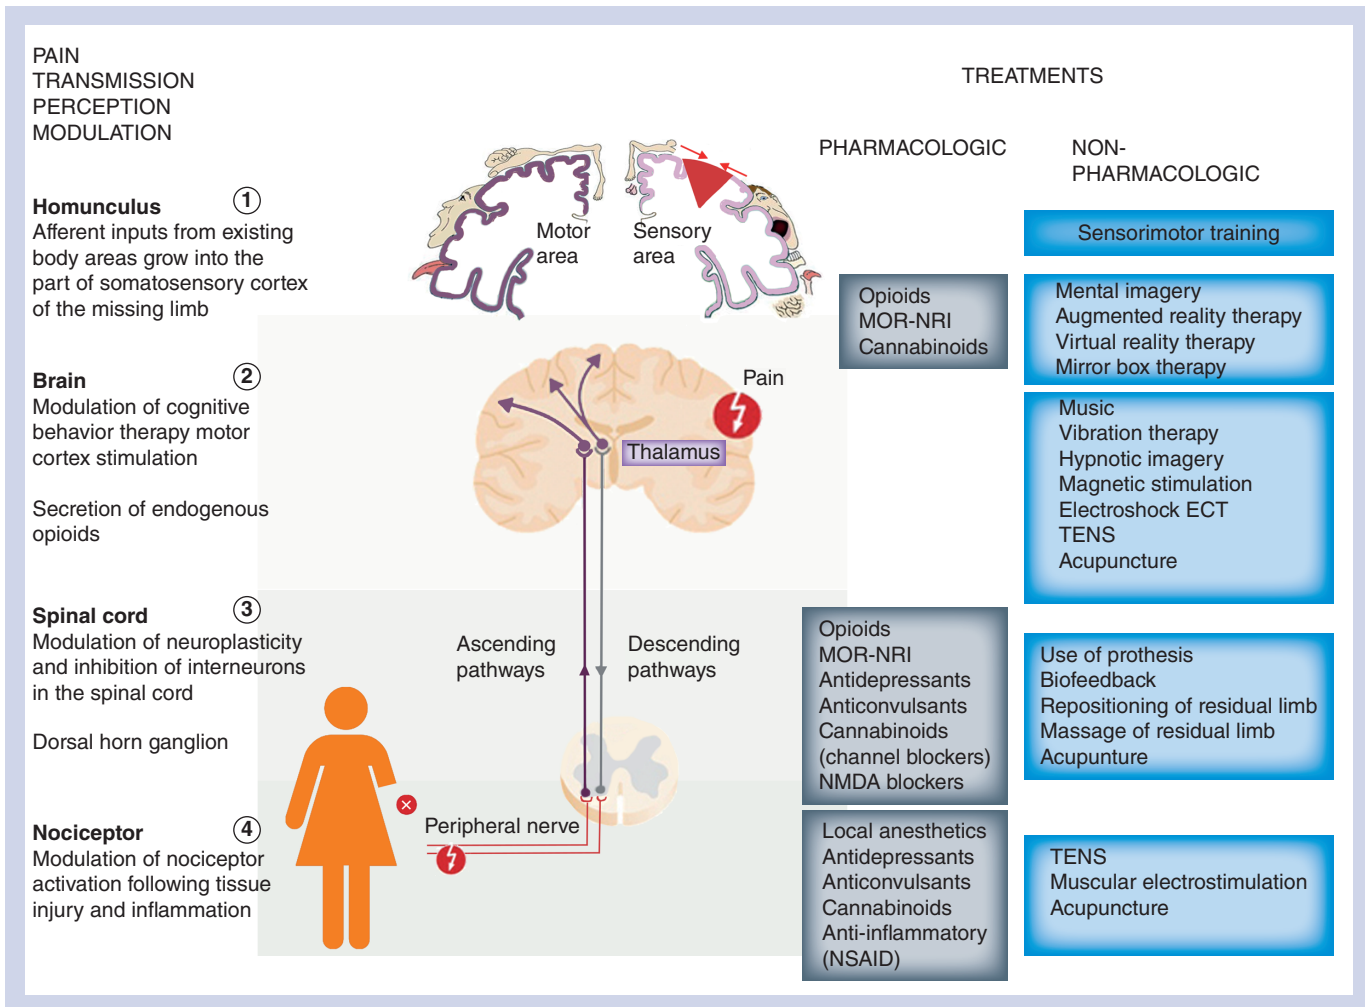 PAIN
TRANSMISSION
PERCEPTION
MODULATION
TREATMENTS
PHARMACOLOGIC
NON-
PHARMACOLOGIC
Homunculus
1
Afferent inputs from existing
body areas grow into the
part of somatosensory cortex
of the missing limb
Motor
area
Sensory
area
Sensorimotor training
Opioids
MOR-NRI
Cannabinoids
Mental imagery
Augmented reality therapy
Virtual reality therapy
Mirror box therapy
Brain
2
Modulation of cognitive
behavior therapy motor
cortex stimulation
Secretion of endogenous
opioids
Pain
Thalamus
Music
Vibration therapy
Hypnotic imagery
Magnetic stimulation
Electroshock ECT
TENS
Acupuncture
Spinal cord
3
Modulation of neuroplasticity
and inhibition of interneurons
in the spinal cord
Dorsal horn ganglion
Ascending
pathways
Descending
pathways
Opioids
MOR-NRI
Antidepressants
Anticonvulsants
Cannabinoids
(channel blockers)
NMDA blockers
Use of prothesis
Biofeedback
Repositioning of residual limb
Massage of residual limb
Acupunture
Nociceptor
4
Modulation of nociceptor
activation following tissue
injury and inflammation
Peripheral nerve
Local anesthetics
Antidepressants
Anticonvulsants
Cannabinoids
Anti-inflammatory
(NSAID)
TENS
Muscular electrostimulation
Acupuncture